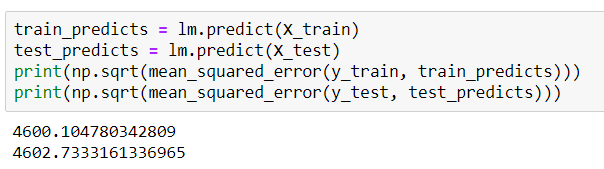 train_predicts = lm.predict(X_train)
test_predicts = lm.predict(X_test)
print(np.sqrt(mean_squared_error(y_train, train_predicts)))
print(np.sqrt(mean_squared_error(y_test, test_predicts)))
4600.104780342809
4602.7333161336965